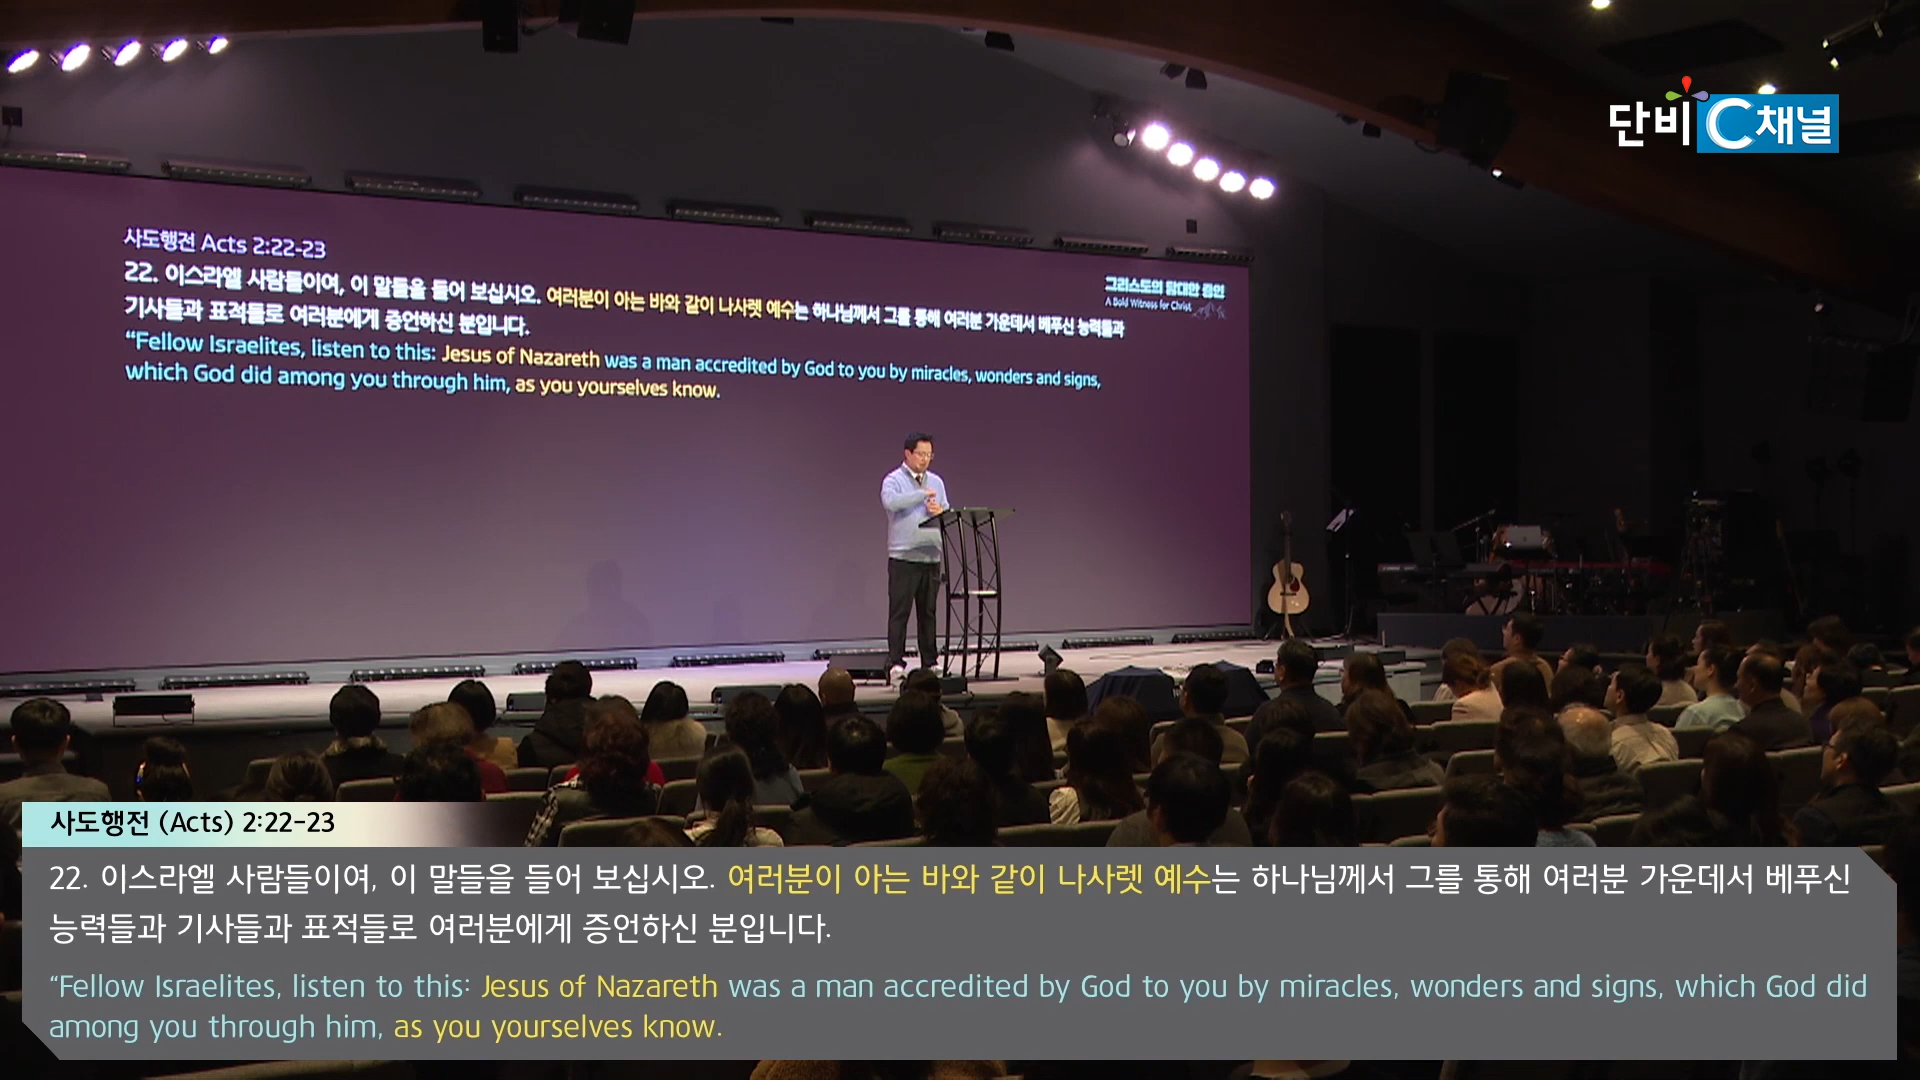 단비 C채널
사도행전 Acts 2:22-23
22. 이스라엘 사람들이여, 이 말들을 들어 보십시오. 여러분이 아는 바와 같이 나사렛 예수는 하나님께서 그를 통해 여러분 가운데서 베푸신 능력들과
기사들과 표적들로 여러분에게 증언하신 분입니다.
“Fellow Israelites, listen to this: Jesus of Nazareth was a man accredited by God to you by miracles, wonders and signs,
which God did among you through him, as you yourselves know.
그리스도의 담대한 증인
A Bold Witness for Christ
사도행전 (Acts) 2:22-23
22. 이스라엘 사람들이여, 이 말들을 들어 보십시오. 여러분이 아는 바와 같이 나사렛 예수는 하나님께서 그를 통해 여러분 가운데서 베푸신
능력들과 기사들과 표적들로 여러분에게 증언하신 분입니다.
“Fellow Israelites, listen to this: Jesus of Nazareth was a man accredited by God to you by miracles, wonders and signs, which God did
among you through him, as you yourselves know.